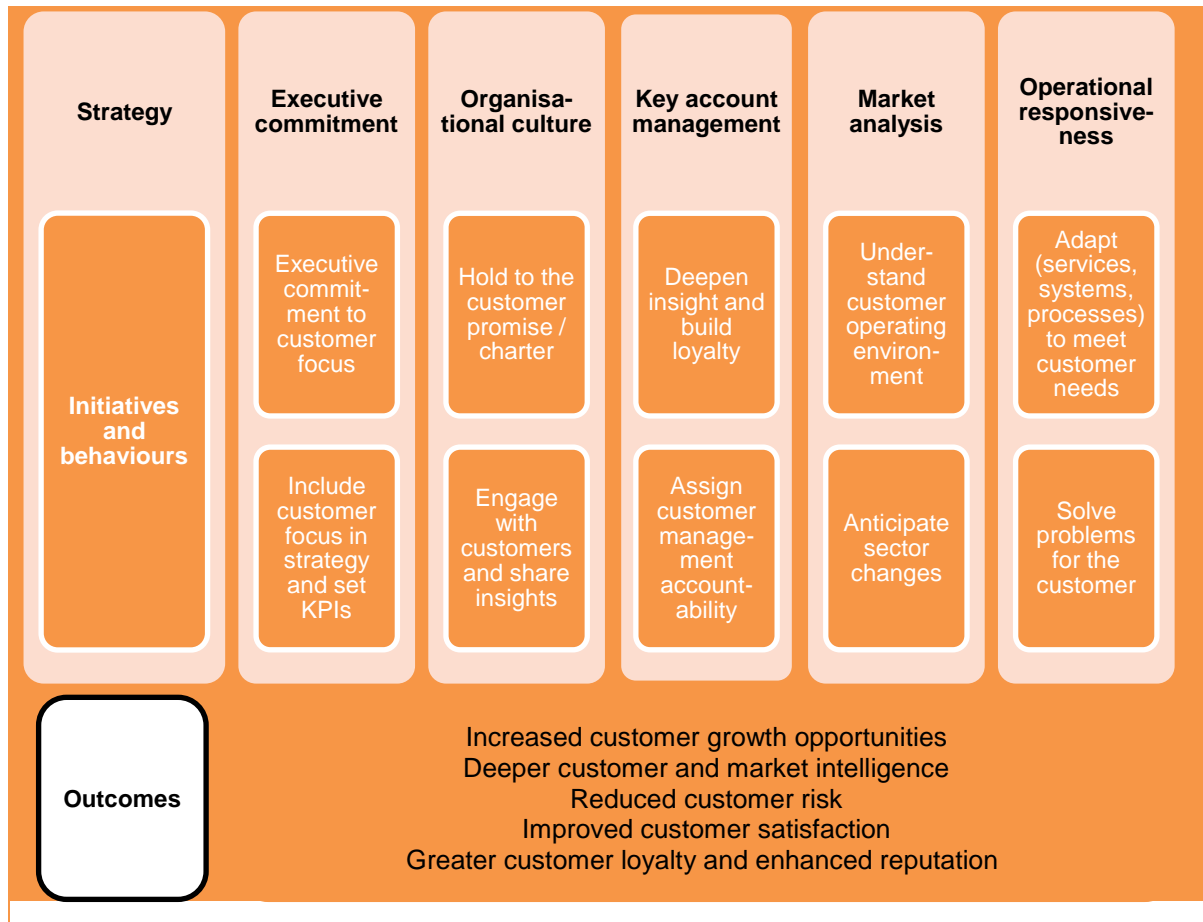 Strategy
Executive
commitment
Organisa-
tional culture
Key account
management
Market
analysis
Operational
responsive-
ness
Initiatives
and
behaviours
Executive
commit-
ment to
customer
focus
Hold to the
customer
promise /
charter
Deepen
insight and
build
loyalty
Under-
stand
customer
operating
environ-
ment
Adapt
(services,
systems,
processes)
to meet
customer
needs
Include
customer
focus in
strategy
and set
KPIs
Engage
with
customers
and share
insights
Assign
customer
manage-
ment
account-
ability
Anticipate
sector
changes
Solve
problems
for the
customer
Outcomes
Increased customer growth opportunities
Deeper customer and market intelligence
Reduced customer risk
Improved customer satisfaction
Greater customer loyalty and enhanced reputation